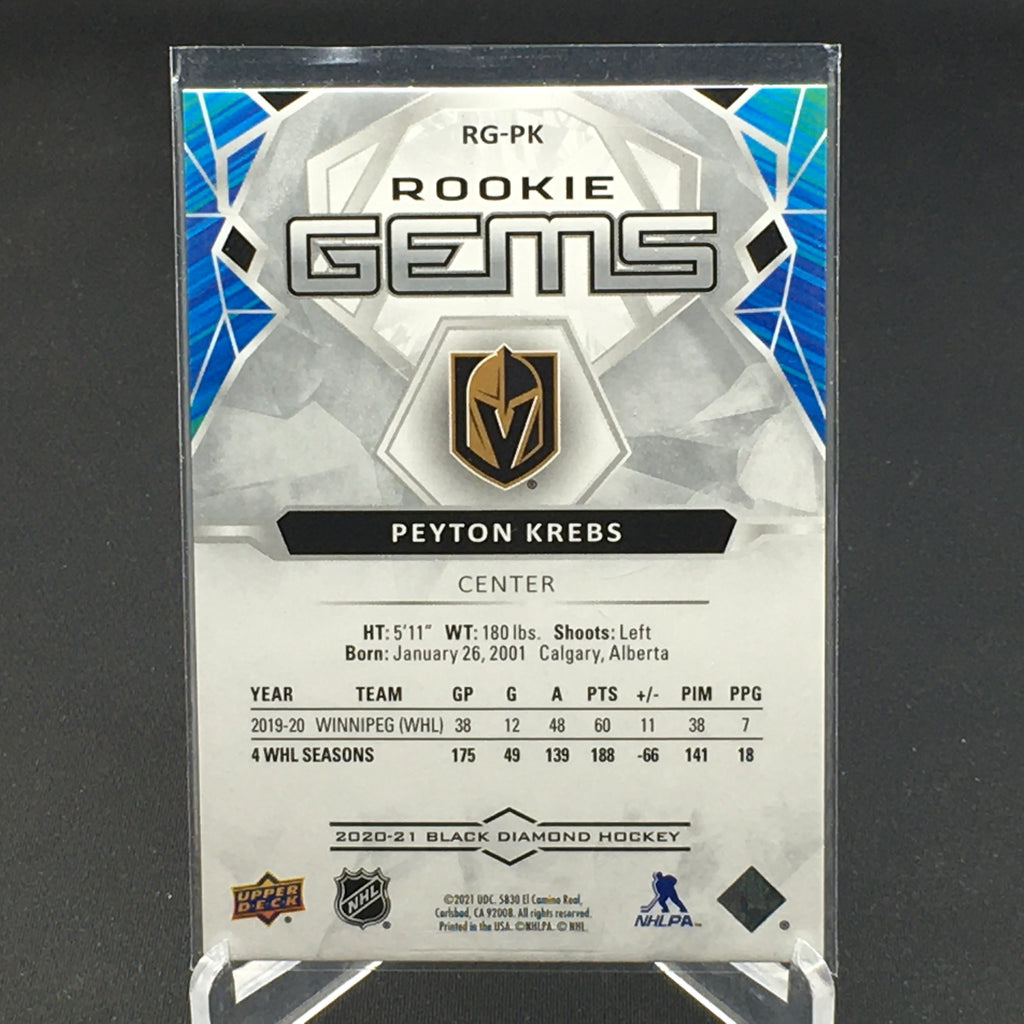 RG-PK
ROOKIE
GEMS
®
PEYTON KREBS
CENTER
HT: 5'11" WT: 180 lbs. Shoots: Left
Born: January 26, 2001 Calgary, Alberta
YEAR TEAM GP G A PTS +/- PIM PPG
2019-20 WINNIPEG (WHL) 38 12 48 60 11 38 7
4 WHL SEASONS 175 49 139 188 -66 141 18
2020-21 BLACK DIAMOND HOCKEY
UPPER
DECK
®
NHL
®
©2021 UDC. 5830 El Camino Real,
Carlsbad, CA 92008. All rights reserved.
Printed in the USA. ©NHLPA. © NHL.
NHLPA™
®